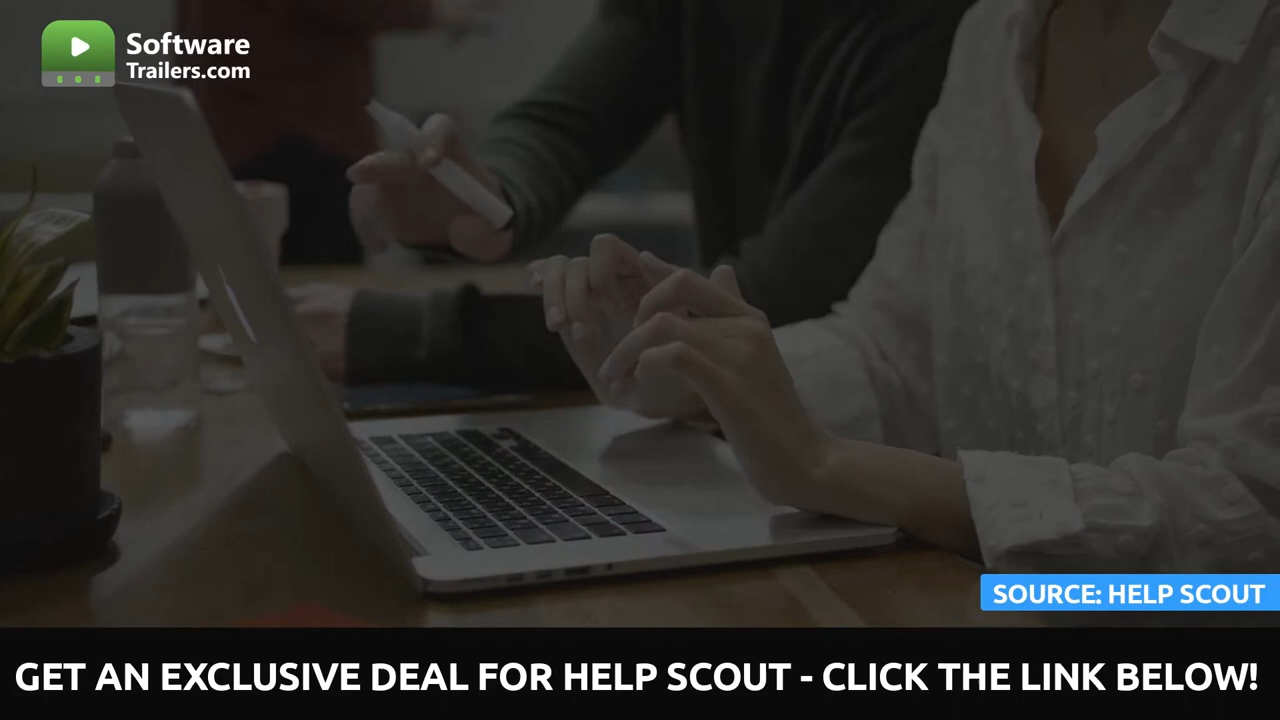 Software
Trailers.com
SOURCE: HELP SCOUT
GET AN EXCLUSIVE DEAL FOR HELP SCOUT - CLICK THE LINK BELOW!